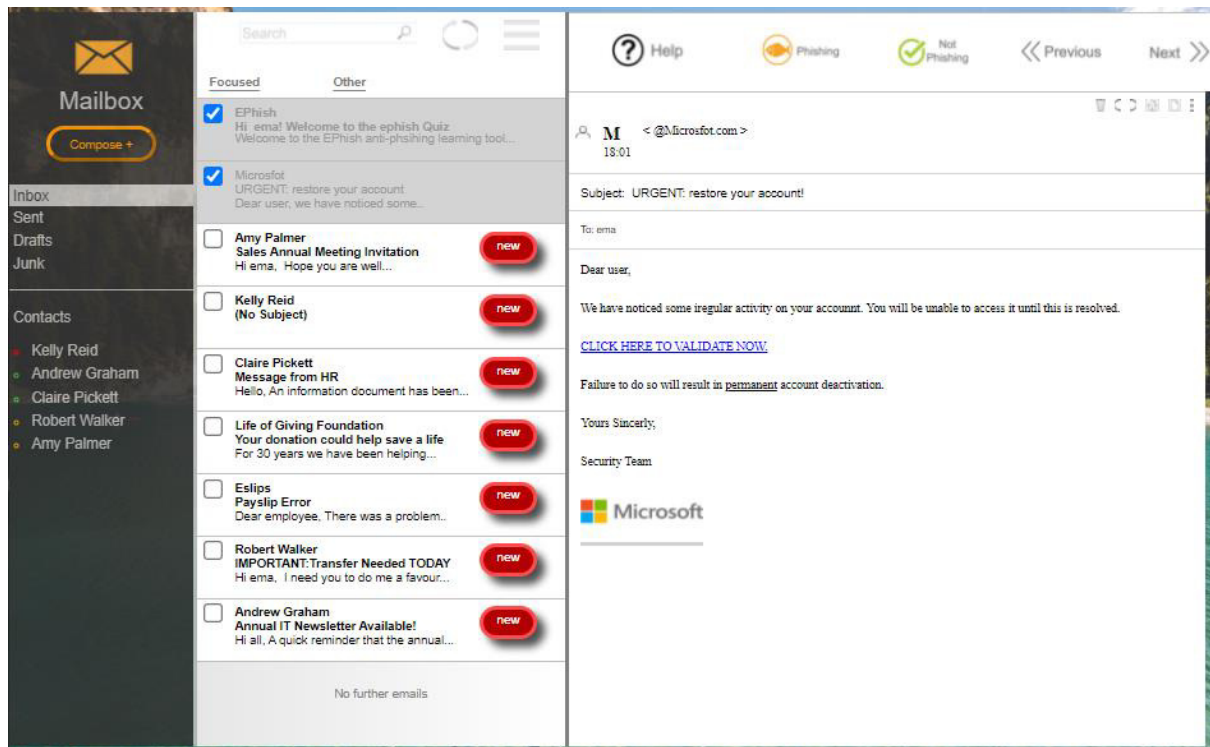 Mailbox
Compose +
Inbox
Sent
Drafts
Junk
Contacts
Kelly Reid
Andrew Graham
Claire Pickett
Robert Walker
Amy Palmer
Search
Focused Other
EPhish
Hi ema! Welcome to the ephish Quiz
Welcome to the EPhish anti-phsihing learning tool...
Microsfot
URGENT: restore your account
Dear user, we have noticed some..
Amy Palmer
Sales Annual Meeting Invitation
Hi ema, Hope you are well...
new
Kelly Reid
(No Subject)
new
Claire Pickett
Message from HR
Hello, An information document has been...
new
Life of Giving Foundation
Your donation could help save a life
For 30 years we have been helping...
new
Eslips
Payslip Error
Dear employee, There was a problem..
new
Robert Walker
IMPORTANT:Transfer Needed TODAY
Hi ema, I need you to do me a favour...
new
Andrew Graham
Annual IT Newsletter Available!
Hi all, A quick reminder that the annual...
new
No further emails
? Help
Phishing
Not
Phishing
Previous
Next
M < @Microsfot.com >
18:01
Subject: URGENT: restore your account!
To: ema
Dear user,
We have noticed some iregular activity on your accounnt. You will be unable to access it until this is resolved.
CLICK HERE TO VALIDATE NOW.
Failure to do so will result in permanent account deactivation.
Yours Sincerly,
Security Team
Microsoft